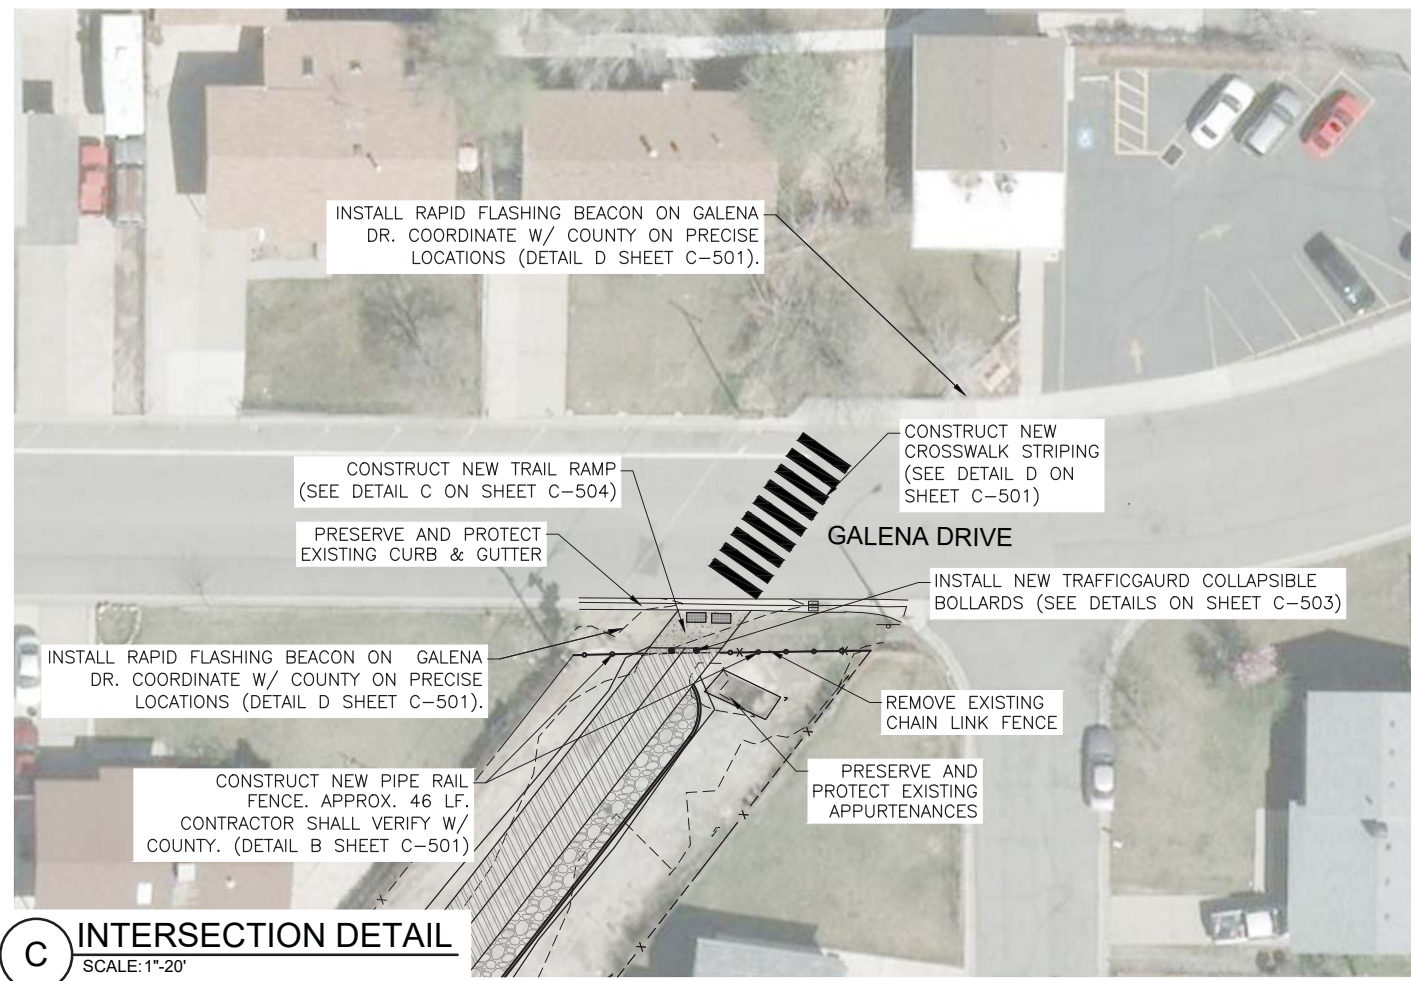 INSTALL RAPID FLASHING BEACON ON GALENA
DR. COORDINATE W/ COUNTY ON PRECISE
LOCATIONS (DETAIL D SHEET C-501).
CONSTRUCT NEW
CROSSWALK STRIPING
(SEE DETAIL D ON
SHEET C-501)
CONSTRUCT NEW TRAIL RAMP
(SEE DETAIL C ON SHEET C-504)
PRESERVE AND PROTECT
EXISTING CURB & GUTTER
GALENA DRIVE
INSTALL NEW TRAFFICGAURD COLLAPSIBLE
BOLLARDS (SEE DETAILS ON SHEET C-503)
INSTALL RAPID FLASHING BEACON ON GALENA
DR. COORDINATE W/ COUNTY ON PRECISE
LOCATIONS (DETAIL D SHEET C-501).
REMOVE EXISTING
CHAIN LINK FENCE
CONSTRUCT NEW PIPE RAIL
FENCE. APPROX. 46 LF.
CONTRACTOR SHALL VERIFY W/
COUNTY. (DETAIL B SHEET C-501)
PRESERVE AND
PROTECT EXISTING
APPURTENANCES
C
INTERSECTION DETAIL
SCALE: 1"-20'